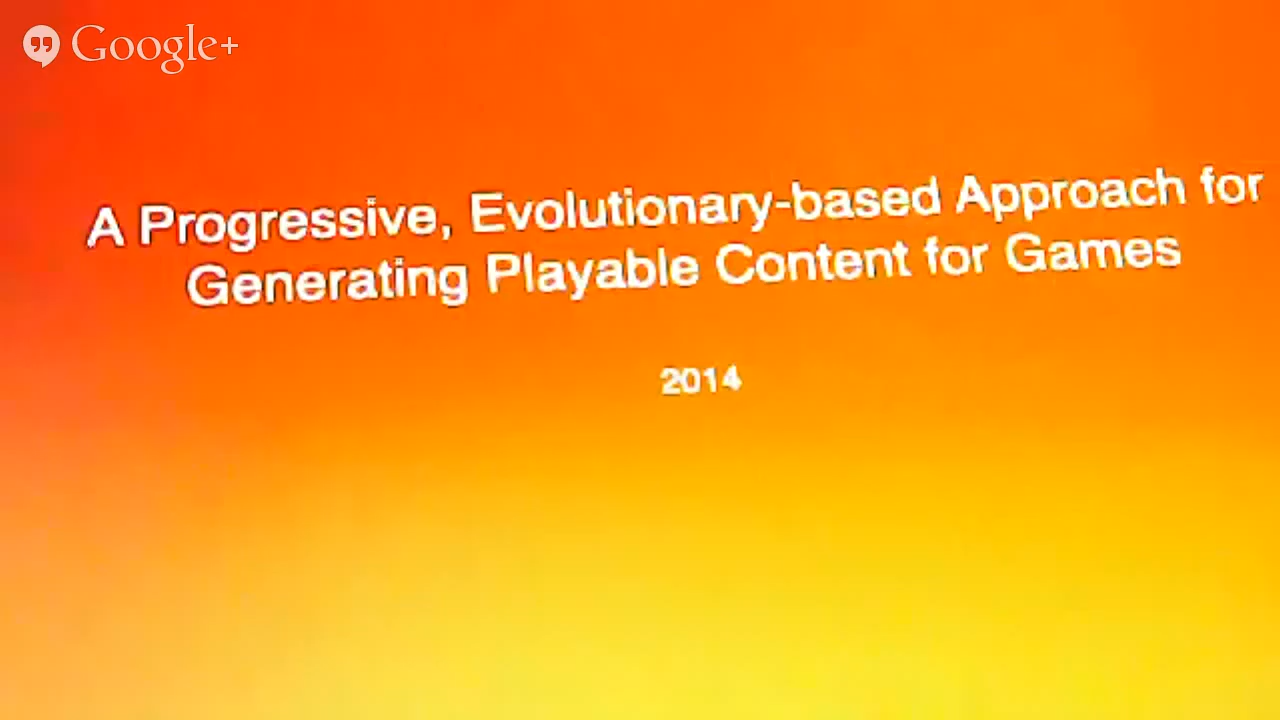 Google+
A Progressive, Evolutionary-based Approach for
Generating Playable Content for Games
2014